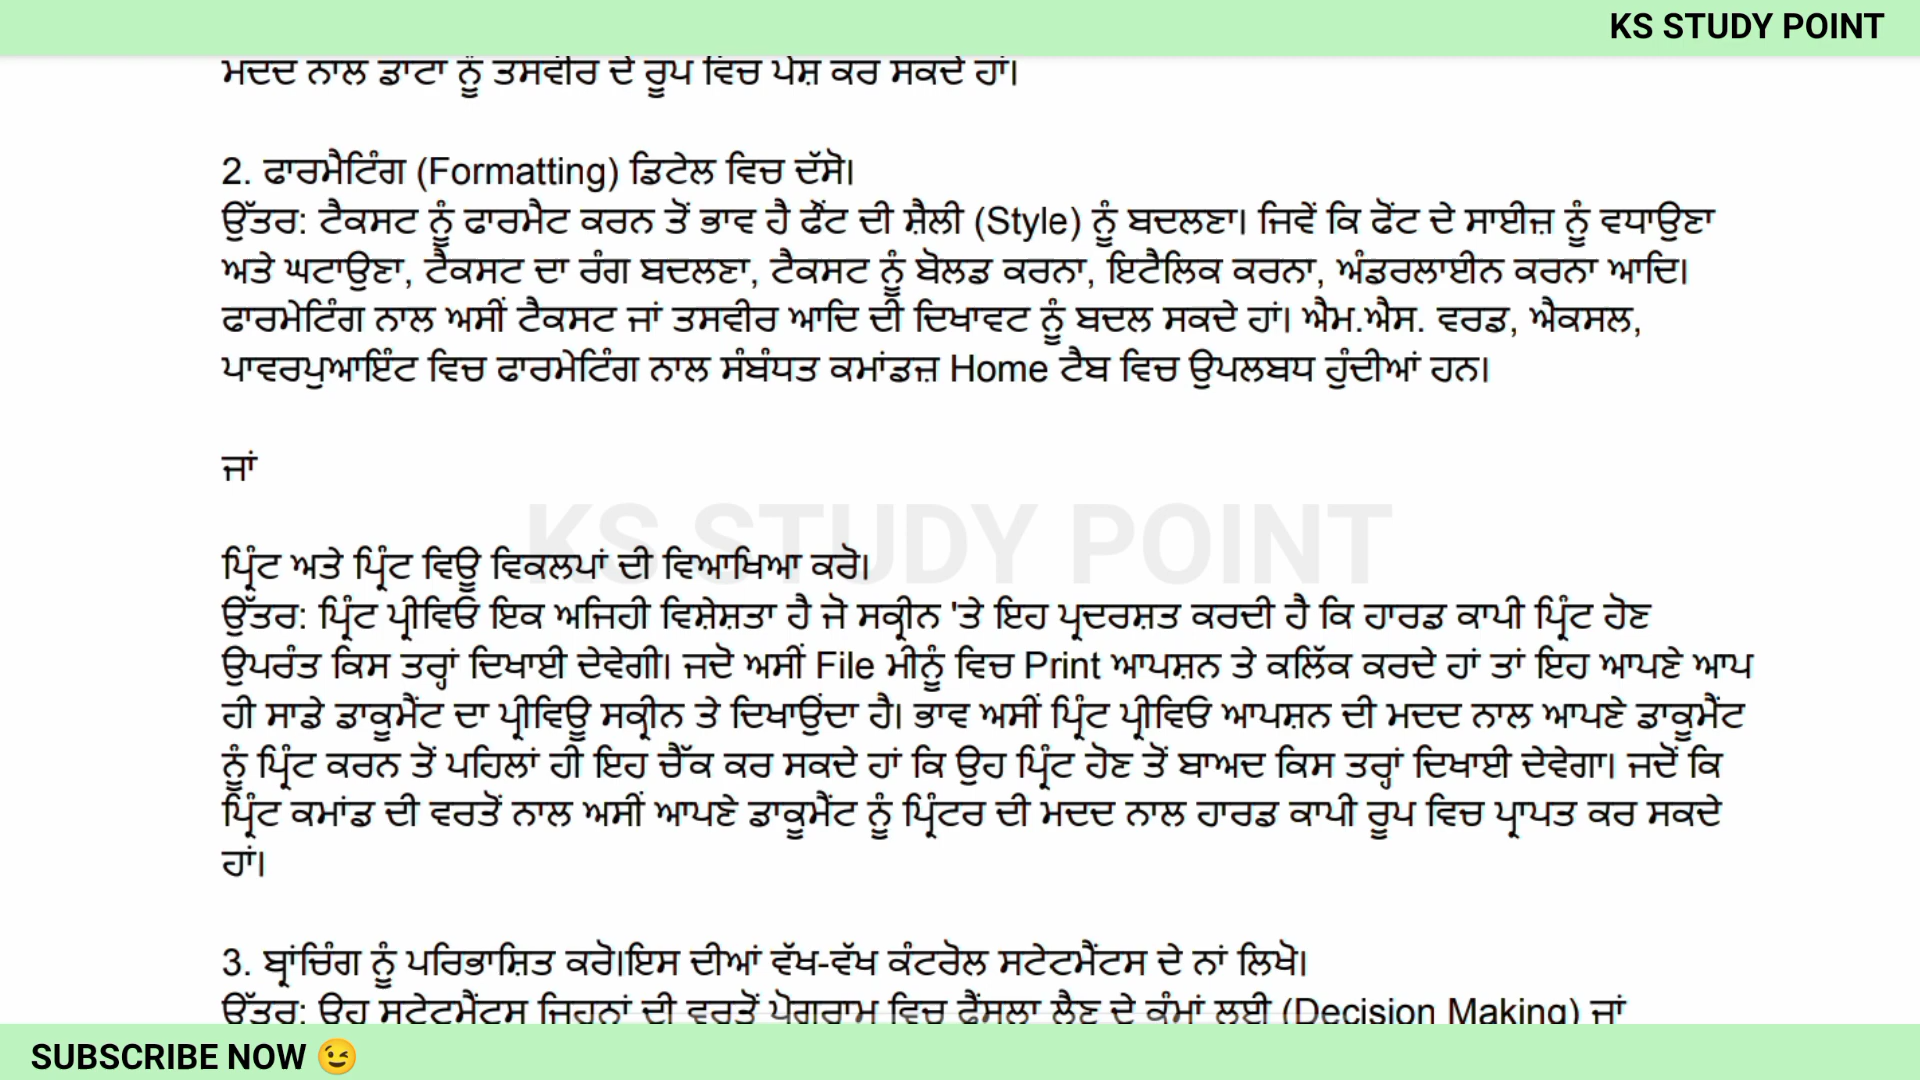 KS STUDY POINT
ਮਦਦ ਨਾਲ ਡਾਟਾ ਨੂੰ ਤਸਵੀਰ ਦੇ ਰੂਪ ਵਿਚ ਪੇਸ਼ ਕਰ ਸਕਦੇ ਹਾਂ।
2. ਫਾਰਮੈਟਿੰਗ (Formatting) ਡਿਟੇਲ ਵਿਚ ਦੱਸੋ।
ਉੱਤਰ: ਟੈਕਸਟ ਨੂੰ ਫਾਰਮੈਟ ਕਰਨ ਤੋਂ ਭਾਵ ਹੈ ਫੌਂਟ ਦੀ ਸ਼ੈਲੀ (Style) ਨੂੰ ਬਦਲਣਾ। ਜਿਵੇਂ ਕਿ ਫੋਂਟ ਦੇ ਸਾਈਜ਼ ਨੂੰ ਵਧਾਉਣਾ
ਅਤੇ ਘਟਾਉਣਾ, ਟੈਕਸਟ ਦਾ ਰੰਗ ਬਦਲਣਾ, ਟੈਕਸਟ ਨੂੰ ਬੋਲਡ ਕਰਨਾ, ਇਟੈਲਿਕ ਕਰਨਾ, ਅੰਡਰਲਾਈਨ ਕਰਨਾ ਆਦਿ।
ਫਾਰਮੇਟਿੰਗ ਨਾਲ ਅਸੀਂ ਟੈਕਸਟ ਜਾਂ ਤਸਵੀਰ ਆਦਿ ਦੀ ਦਿਖਾਵਟ ਨੂੰ ਬਦਲ ਸਕਦੇ ਹਾਂ। ਐਮ.ਐਸ. ਵਰਡ, ਐਕਸਲ,
ਪਾਵਰਪੁਆਇੰਟ ਵਿਚ ਫਾਰਮੇਟਿੰਗ ਨਾਲ ਸੰਬੰਧਤ ਕਮਾਂਡਜ਼ Home ਟੈਬ ਵਿਚ ਉਪਲਬਧ ਹੁੰਦੀਆਂ ਹਨ।
ਜਾਂ
KS STUDY POINT
ਪ੍ਰਿੰਟ ਅਤੇ ਪ੍ਰਿੰਟ ਵਿਊ ਵਿਕਲਪਾਂ ਦੀ ਵਿਆਖਿਆ ਕਰੋ।
ਉੱਤਰ: ਪ੍ਰਿੰਟ ਪ੍ਰੀਵਿਓ ਇਕ ਅਜਿਹੀ ਵਿਸ਼ੇਸ਼ਤਾ ਹੈ ਜੋ ਸਕ੍ਰੀਨ 'ਤੇ ਇਹ ਪ੍ਰਦਰਸ਼ਤ ਕਰਦੀ ਹੈ ਕਿ ਹਾਰਡ ਕਾਪੀ ਪ੍ਰਿੰਟ ਹੋਣ
ਉਪਰੰਤ ਕਿਸ ਤਰ੍ਹਾਂ ਦਿਖਾਈ ਦੇਵੇਗੀ। ਜਦੋ ਅਸੀਂ File ਮੀਨੂੰ ਵਿਚ Print ਆਪਸ਼ਨ ਤੇ ਕਲਿੱਕ ਕਰਦੇ ਹਾਂ ਤਾਂ ਇਹ ਆਪਣੇ ਆਪ
ਹੀ ਸਾਡੇ ਡਾਕੂਮੈਂਟ ਦਾ ਪ੍ਰੀਵਿਊ ਸਕ੍ਰੀਨ ਤੇ ਦਿਖਾਉਂਦਾ ਹੈ। ਭਾਵ ਅਸੀਂ ਪ੍ਰਿੰਟ ਪ੍ਰੀਵਿਓ ਆਪਸ਼ਨ ਦੀ ਮਦਦ ਨਾਲ ਆਪਣੇ ਡਾਕੂਮੈਂਟ
ਨੂੰ ਪ੍ਰਿੰਟ ਕਰਨ ਤੋਂ ਪਹਿਲਾਂ ਹੀ ਇਹ ਚੈੱਕ ਕਰ ਸਕਦੇ ਹਾਂ ਕਿ ਉਹ ਪ੍ਰਿੰਟ ਹੋਣ ਤੋਂ ਬਾਅਦ ਕਿਸ ਤਰ੍ਹਾਂ ਦਿਖਾਈ ਦੇਵੇਗਾ। ਜਦੋਂ ਕਿ
ਪ੍ਰਿੰਟ ਕਮਾਂਡ ਦੀ ਵਰਤੋਂ ਨਾਲ ਅਸੀਂ ਆਪਣੇ ਡਾਕੂਮੈਂਟ ਨੂੰ ਪ੍ਰਿੰਟਰ ਦੀ ਮਦਦ ਨਾਲ ਹਾਰਡ ਕਾਪੀ ਰੂਪ ਵਿਚ ਪ੍ਰਾਪਤ ਕਰ ਸਕਦੇ
ਹਾਂ।
3. ਬ੍ਰਾਂਚਿੰਗ ਨੂੰ ਪਰਿਭਾਸ਼ਿਤ ਕਰੋ।ਇਸ ਦੀਆਂ ਵੱਖ-ਵੱਖ ਕੰਟਰੋਲ ਸਟੇਟਮੈਂਟਸ ਦੇ ਨਾਂ ਲਿਖੋ।
ਉੱਤਰ: ਉਹ ਸਟੇਟਮੈਂਟਸ ਜਿਹਨਾਂ ਦੀ ਵਰਤੋਂ ਪ੍ਰੋਗਰਾਮ ਵਿਚ ਫੈਂਸਲਾ ਲੈਣ ਦੇ ਕੰਮਾਂ ਲਈ (Decision Making) ਜਾਂ
SUBSCRIBE NOW 😉